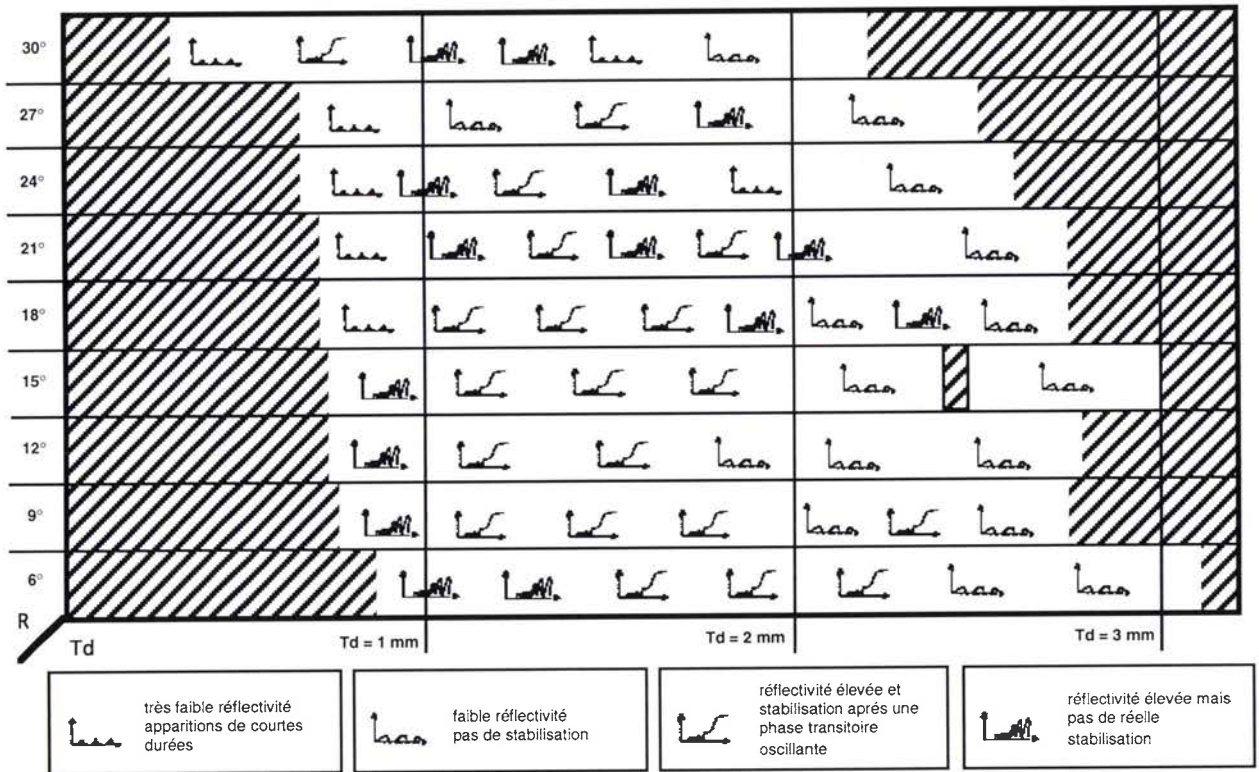 30°
27°
24°
21°
18°
15°
12°
9°
6°
R
Td
Td = 1 mm
Td = 2 mm
Td = 3 mm
très faible réflectivité
apparitions de courtes
durées
faible réflectivité
pas de stabilisation
réflectivité élevée et
stabilisation aprés une
phase transitoire
oscillante
réflectivité élevée mais
pas de réelle
stabilisation